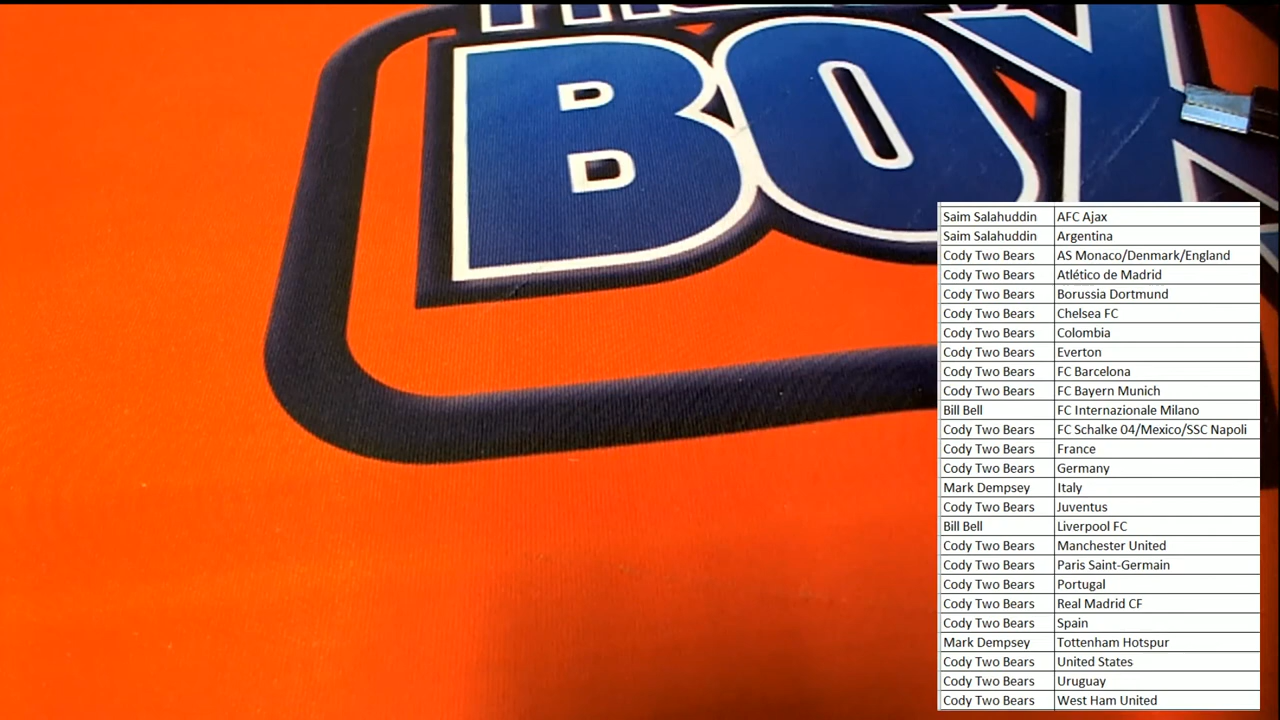 BOX
Saim Salahuddin AFC Ajax
Saim Salahuddin Argentina
Cody Two Bears AS Monaco/Denmark/England
Cody Two Bears Atlético de Madrid
Cody Two Bears Borussia Dortmund
Cody Two Bears Chelsea FC
Cody Two Bears Colombia
Cody Two Bears Everton
Cody Two Bears FC Barcelona
Cody Two Bears FC Bayern Munich
Bill Bell FC Internazionale Milano
Cody Two Bears FC Schalke 04/Mexico/SSC Napoli
Cody Two Bears France
Cody Two Bears Germany
Mark Dempsey Italy
Cody Two Bears Juventus
Bill Bell Liverpool FC
Cody Two Bears Manchester United
Cody Two Bears Paris Saint-Germain
Cody Two Bears Portugal
Cody Two Bears Real Madrid CF
Cody Two Bears Spain
Mark Dempsey Tottenham Hotspur
Cody Two Bears United States
Cody Two Bears Uruguay
Cody Two Bears West Ham United